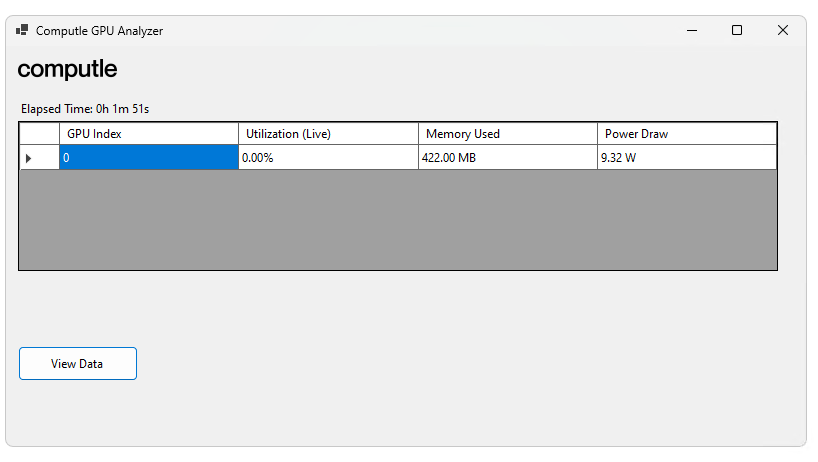 Computle GPU Analyzer
computle
Elapsed Time: 0h 1m 51s
GPU Index Utilization (Live) Memory Used Power Draw
0 0.00% 422.00 MB 9.32 W
View Data